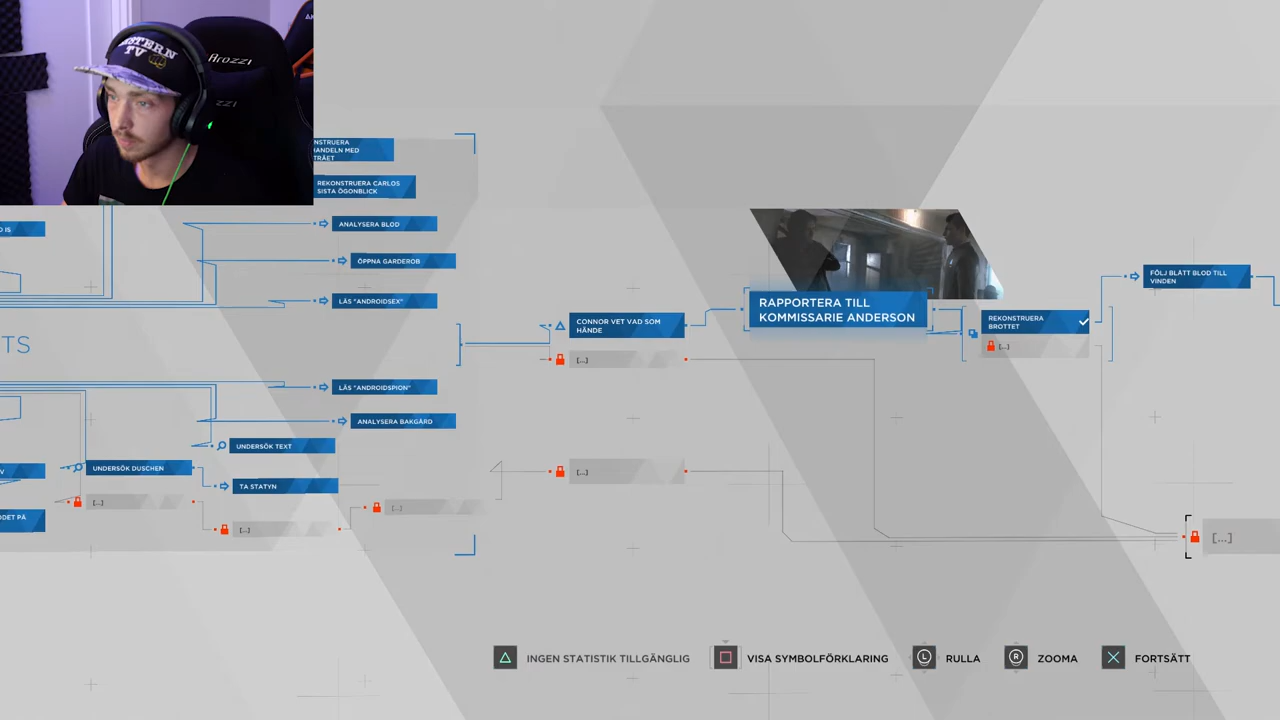 EASTERN
TV
Arozzi
NSTRUERA
HANDELN MED
TRÄET
REKONSTRUERA CARLOS
SISTA ÖGONBLICK
D IS
ANALYSERA BLOD
ÖPPNA GARDEROB
LÄS "ANDROIDSEX"
TS
CONNOR VET VAD SOM
HÄNDE
[...]
RAPPORTERA TILL
KOMMISSARIE ANDERSON
REKONSTRUERA
BROTTET
[...]
FÖLJ BLÅTT BLOD TILL
VINDEN
LÄS "ANDROIDSPION"
ANALYSERA BAKGÅRD
UNDERSÖK TEXT
V
UNDERSÖK DUSCHEN
TA STATYN
[...]
[...]
[...]
[...]
ODET PÅ
[...]
INGEN STATISTIK TILLGÄNGLIG
VISA SYMBOLFÖRKLARING
L
RULLA
R
ZOOMA
FORTSÄTT